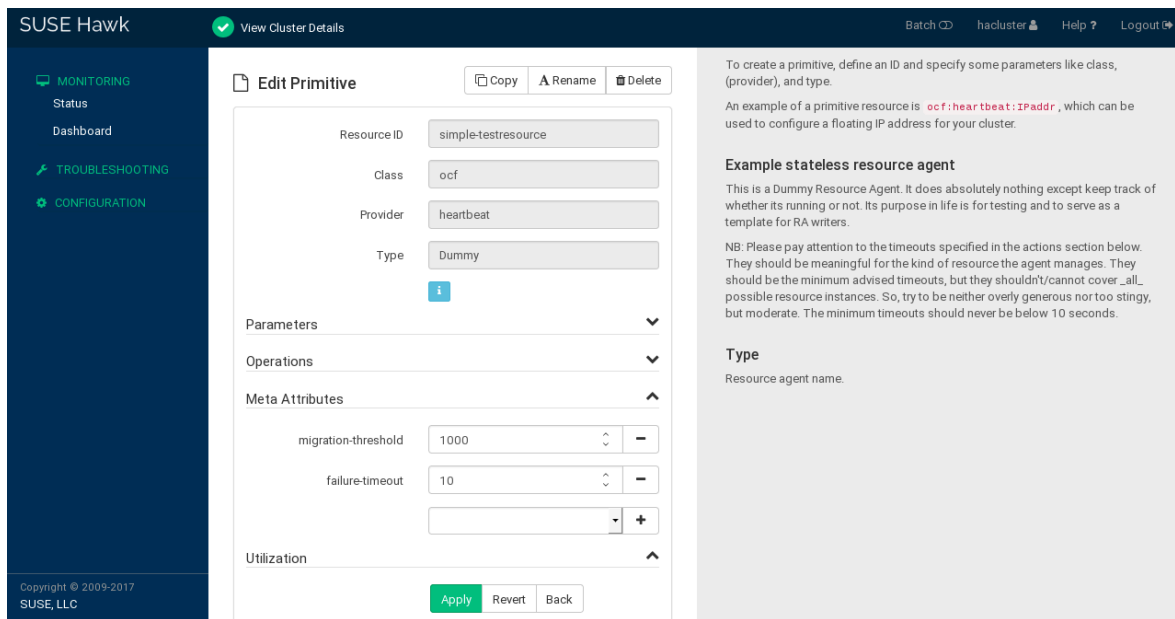 SUSE Hawk
View Cluster Details
Batch
hacluster
Help ?
Logout
MONITORING
Status
Dashboard
TROUBLESHOOTING
CONFIGURATION
Copyright © 2009-2017
SUSE, LLC
Edit Primitive
Copy
A Rename
Delete
Resource ID
simple-testresource
Class
ocf
Provider
heartbeat
Type
Dummy
i
Parameters
Operations
Meta Attributes
migration-threshold
1000
failure-timeout
10
Utilization
Apply
Revert
Back
To create a primitive, define an ID and specify some parameters like class,
(provider), and type.
An example of a primitive resource is ocf:heartbeat:IPaddr, which can be
used to configure a floating IP address for your cluster.
Example stateless resource agent
This is a Dummy Resource Agent. It does absolutely nothing except keep track of
whether its running or not. Its purpose in life is for testing and to serve as a
template for RA writers.
NB: Please pay attention to the timeouts specified in the actions section below.
They should be meaningful for the kind of resource the agent manages. They
should be the minimum advised timeouts, but they shouldn't/cannot cover _all_
possible resource instances. So, try to be neither overly generous nor too stingy,
but moderate. The minimum timeouts should never be below 10 seconds.
Type
Resource agent name.